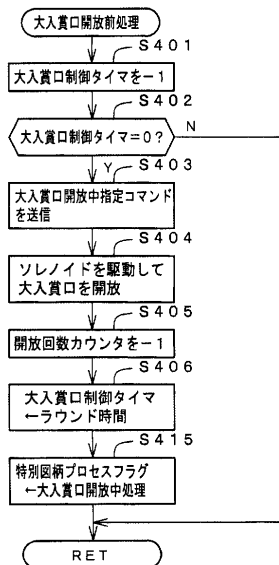 大入賞口開放前処理
S401
大入賞口制御タイマを−1
S402
大入賞口制御タイマ=0?
N
Y
S403
大入賞口開放中指定コマンド
を送信
S404
ソレノイドを駆動して
大入賞口を開放
S405
開放回数カウンタを−1
S406
大入賞口制御タイマ
←ラウンド時間
S415
特別図柄プロセスフラグ
←大入賞口開放中処理
RET